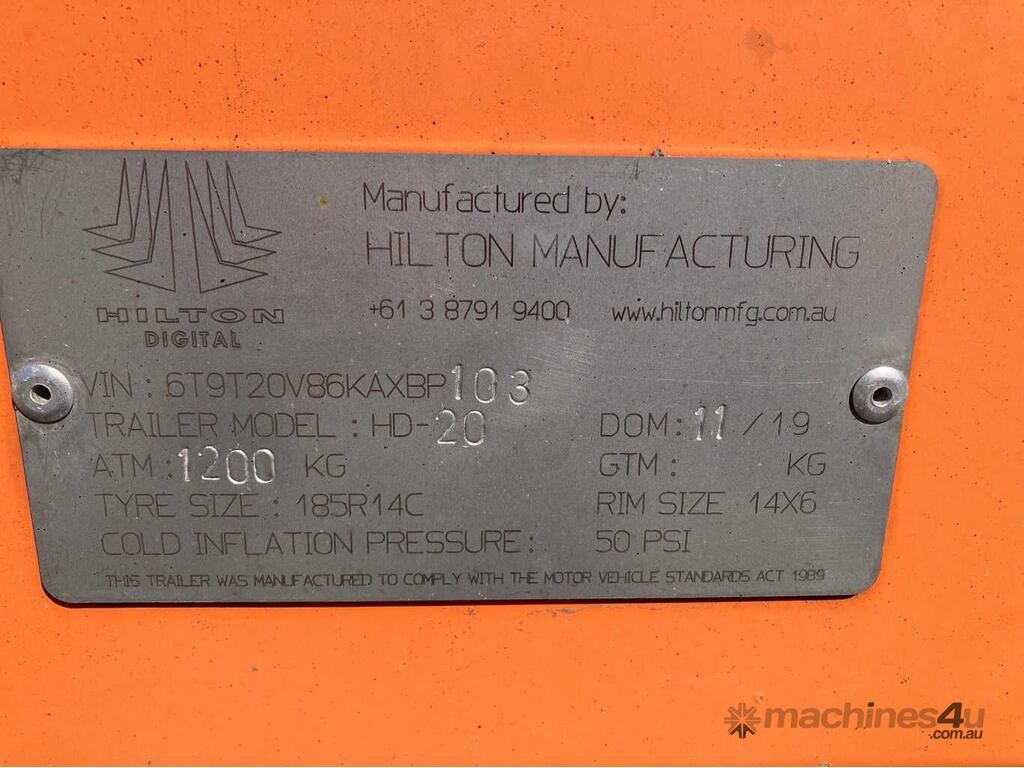 Manufactured by:
HILTON MANUFACTURING
+61 3 8791 9400 www.hiltonmfg.com.au
HILTON
DIGITAL
VIN : 6T9T20V86KAXBP103
TRAILER MODEL : HD-20 DOM: 11 / 19
ATM : 1200 KG GTM : KG
TYRE SIZE : 185R14C RIM SIZE 14X6
COLD INFLATION PRESSURE : 50 PSI
THIS TRAILER WAS MANUFACTURED TO COMPLY WITH THE MOTOR VEHICLE STANDARDS ACT 1989
machines4u
.com.au